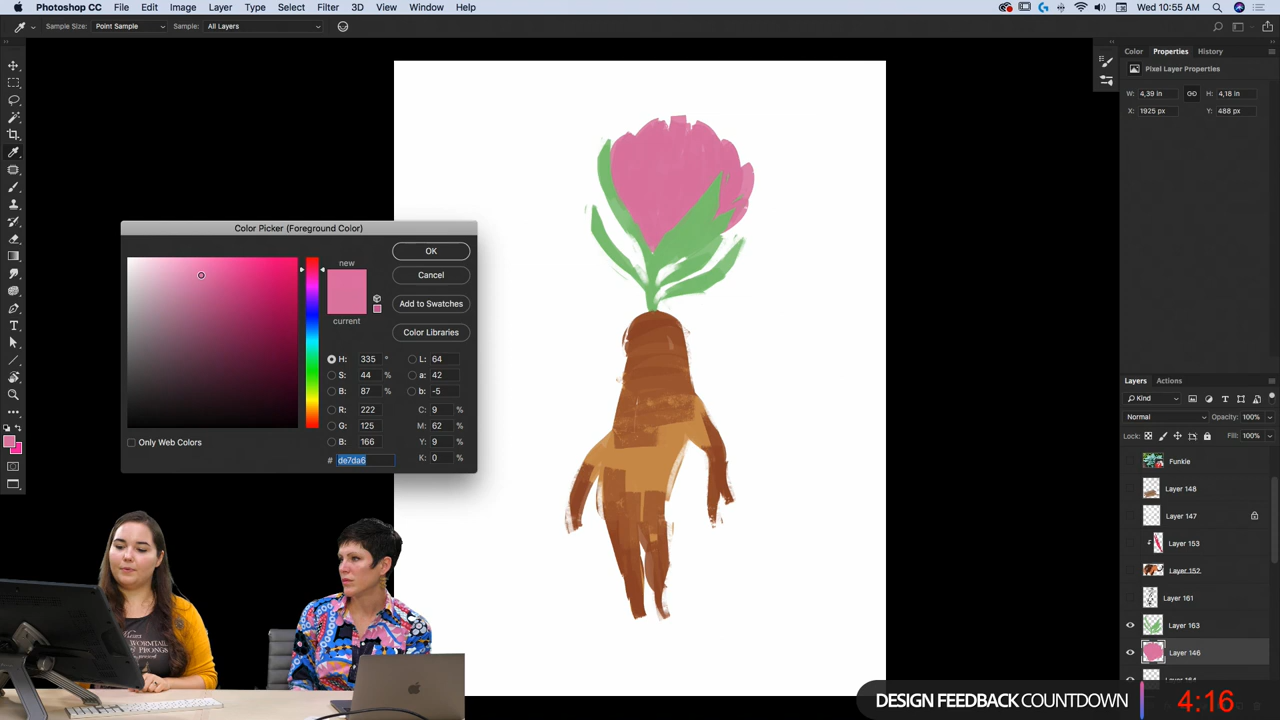 Photoshop CC File Edit Image Layer Type Select Filter 3D View Window Help Wed 10:55 AM
Sample Size: Point Sample Sample: All Layers
Color Properties History
Pixel Layer Properties
W: 4,39 in H: 4,18 in
X: 1925 px Y: 488 px
Color Picker (Foreground Color)
new
current
OK
Cancel
Add to Swatches
Color Libraries
H: 335 ° L: 64
S: 44 % a: 42
B: 87 % b: -5
R: 222 C: 9 %
G: 125 M: 62 %
B: 166 Y: 9 %
# de7da6 K: 0 %
Only Web Colors
Layers Actions
Kind
Normal Opacity: 100%
Lock: Fill: 100%
Funkie
Layer 148
Layer 147
Layer 153
Layer 152
Layer 161
Layer 163
Layer 146
WORMTAIL
PRONGS
DESIGN FEEDBACK COUNTDOWN 4:16